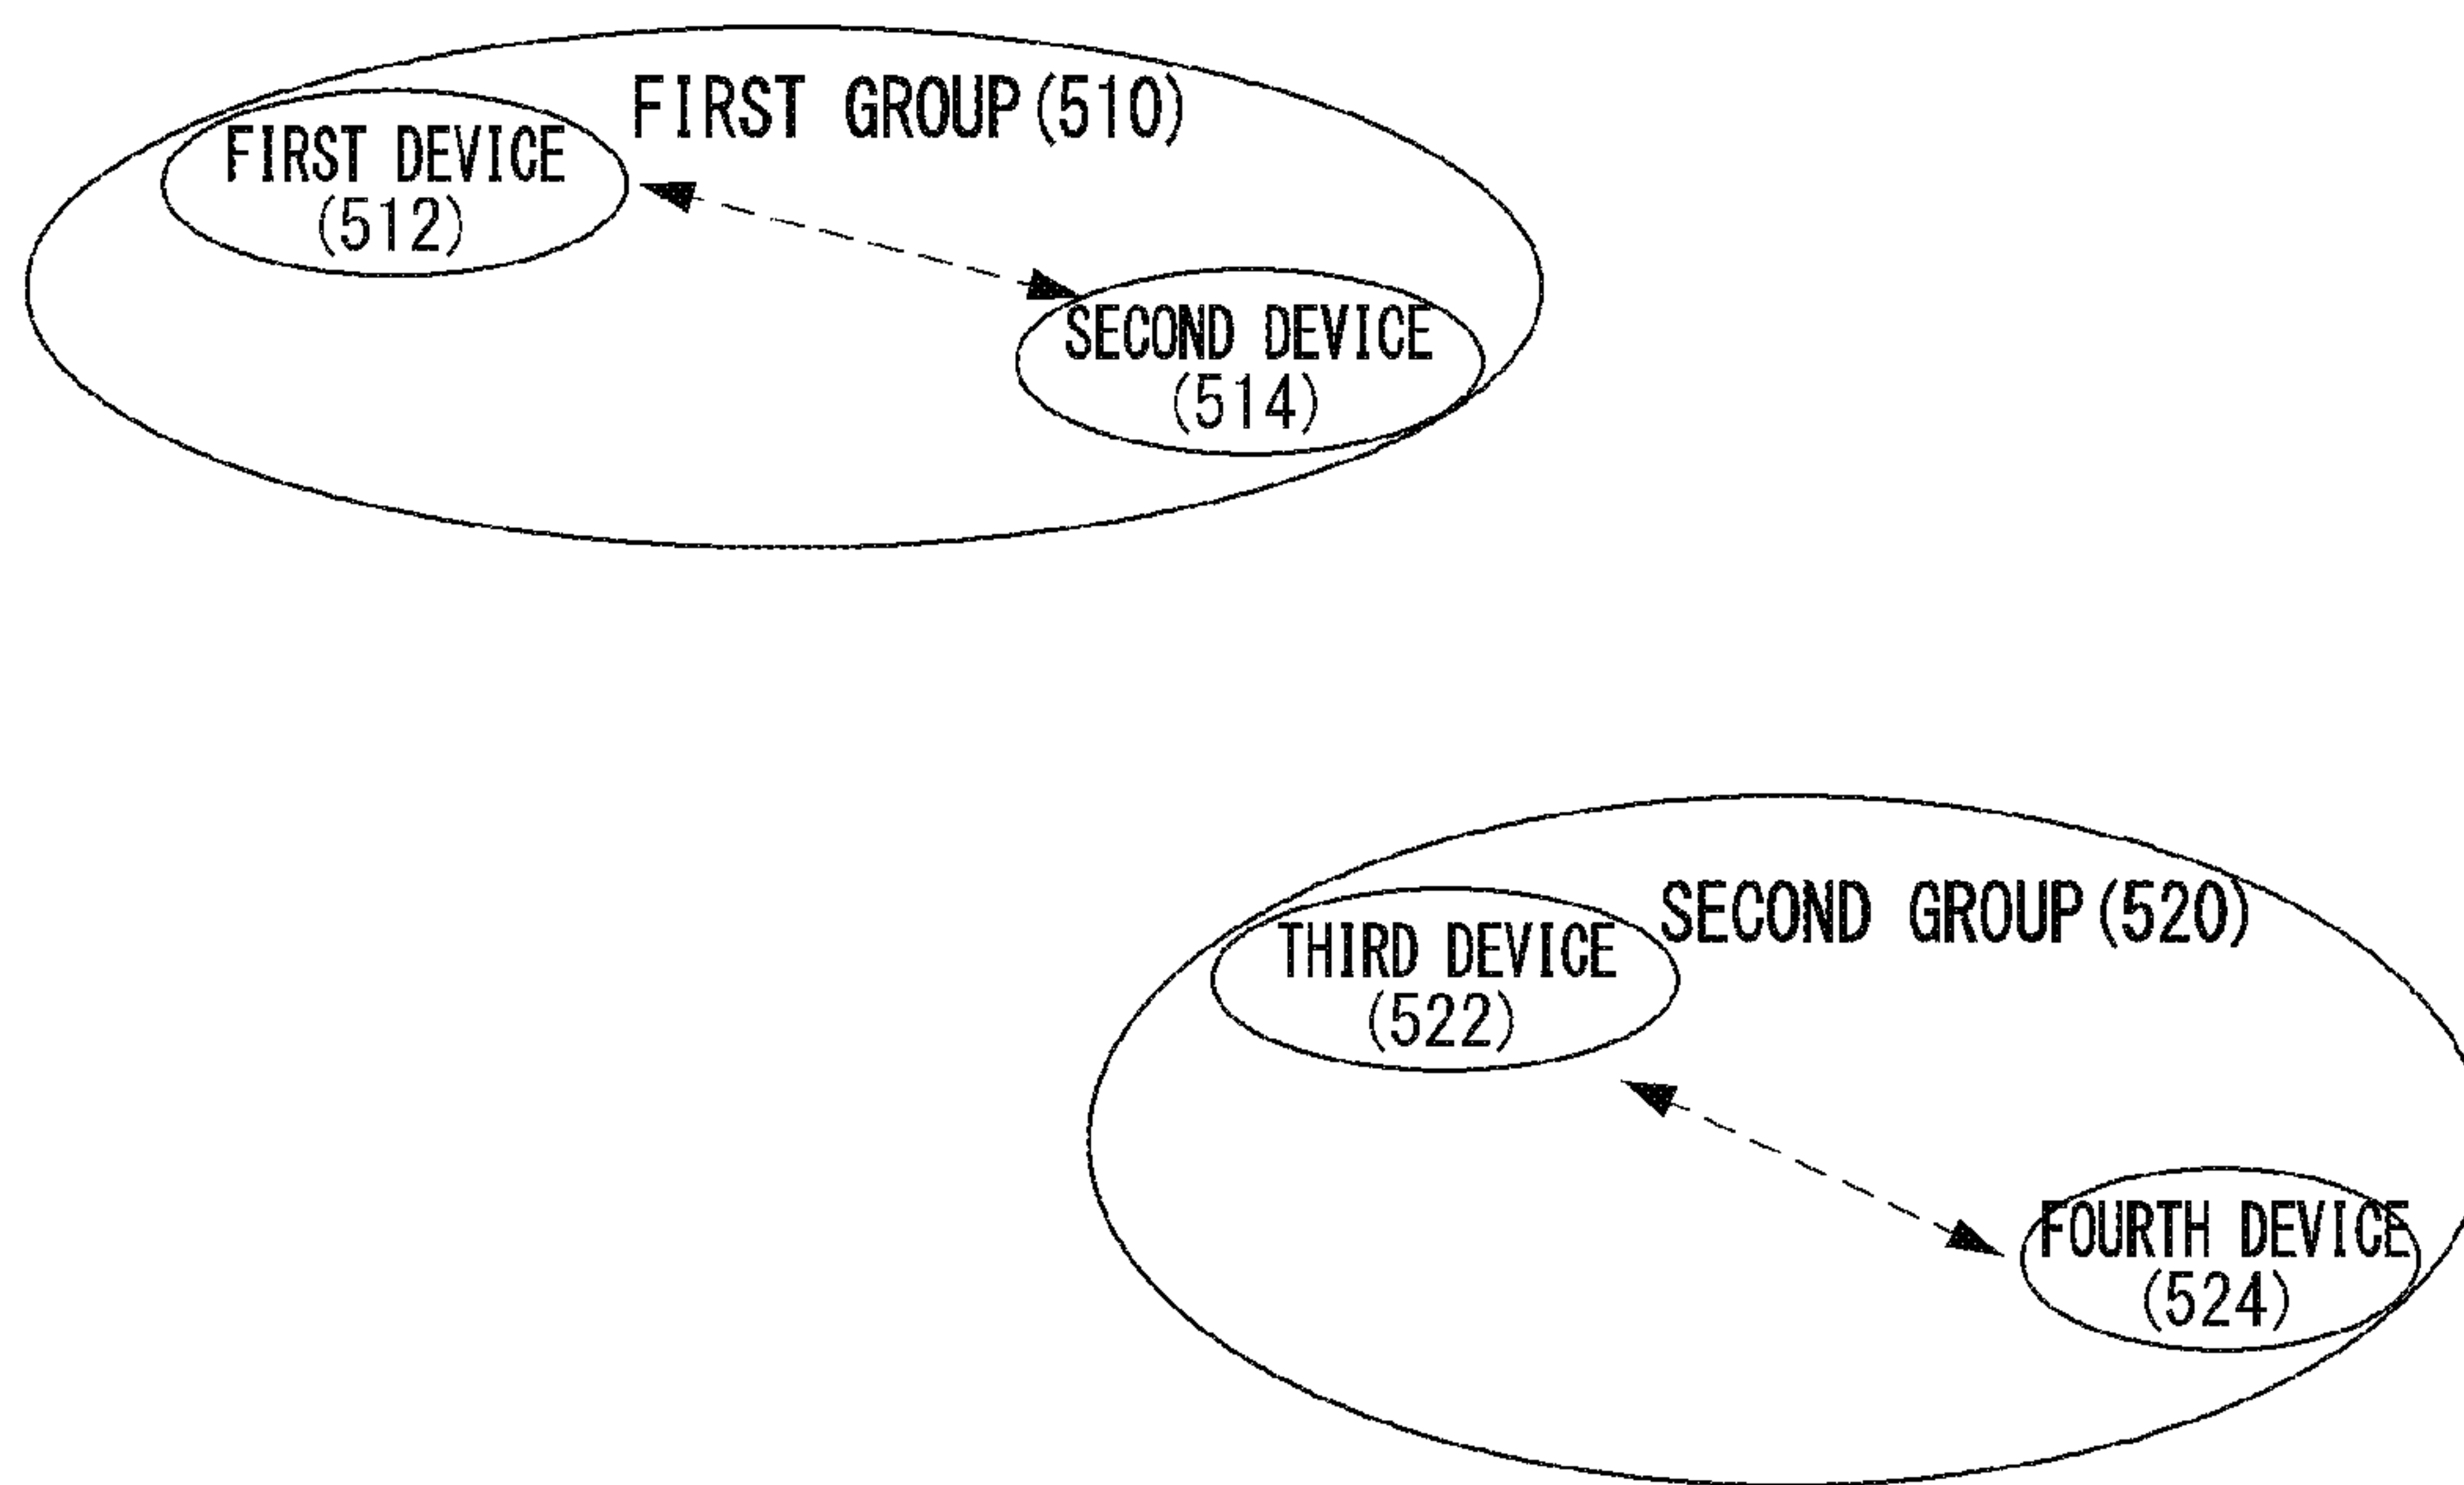 FIRST GROUP(510)
FIRST DEVICE
(512)
SECOND DEVICE
(514)
SECOND GROUP(520)
THIRD DEVICE
(522)
FOURTH DEVICE
(524)